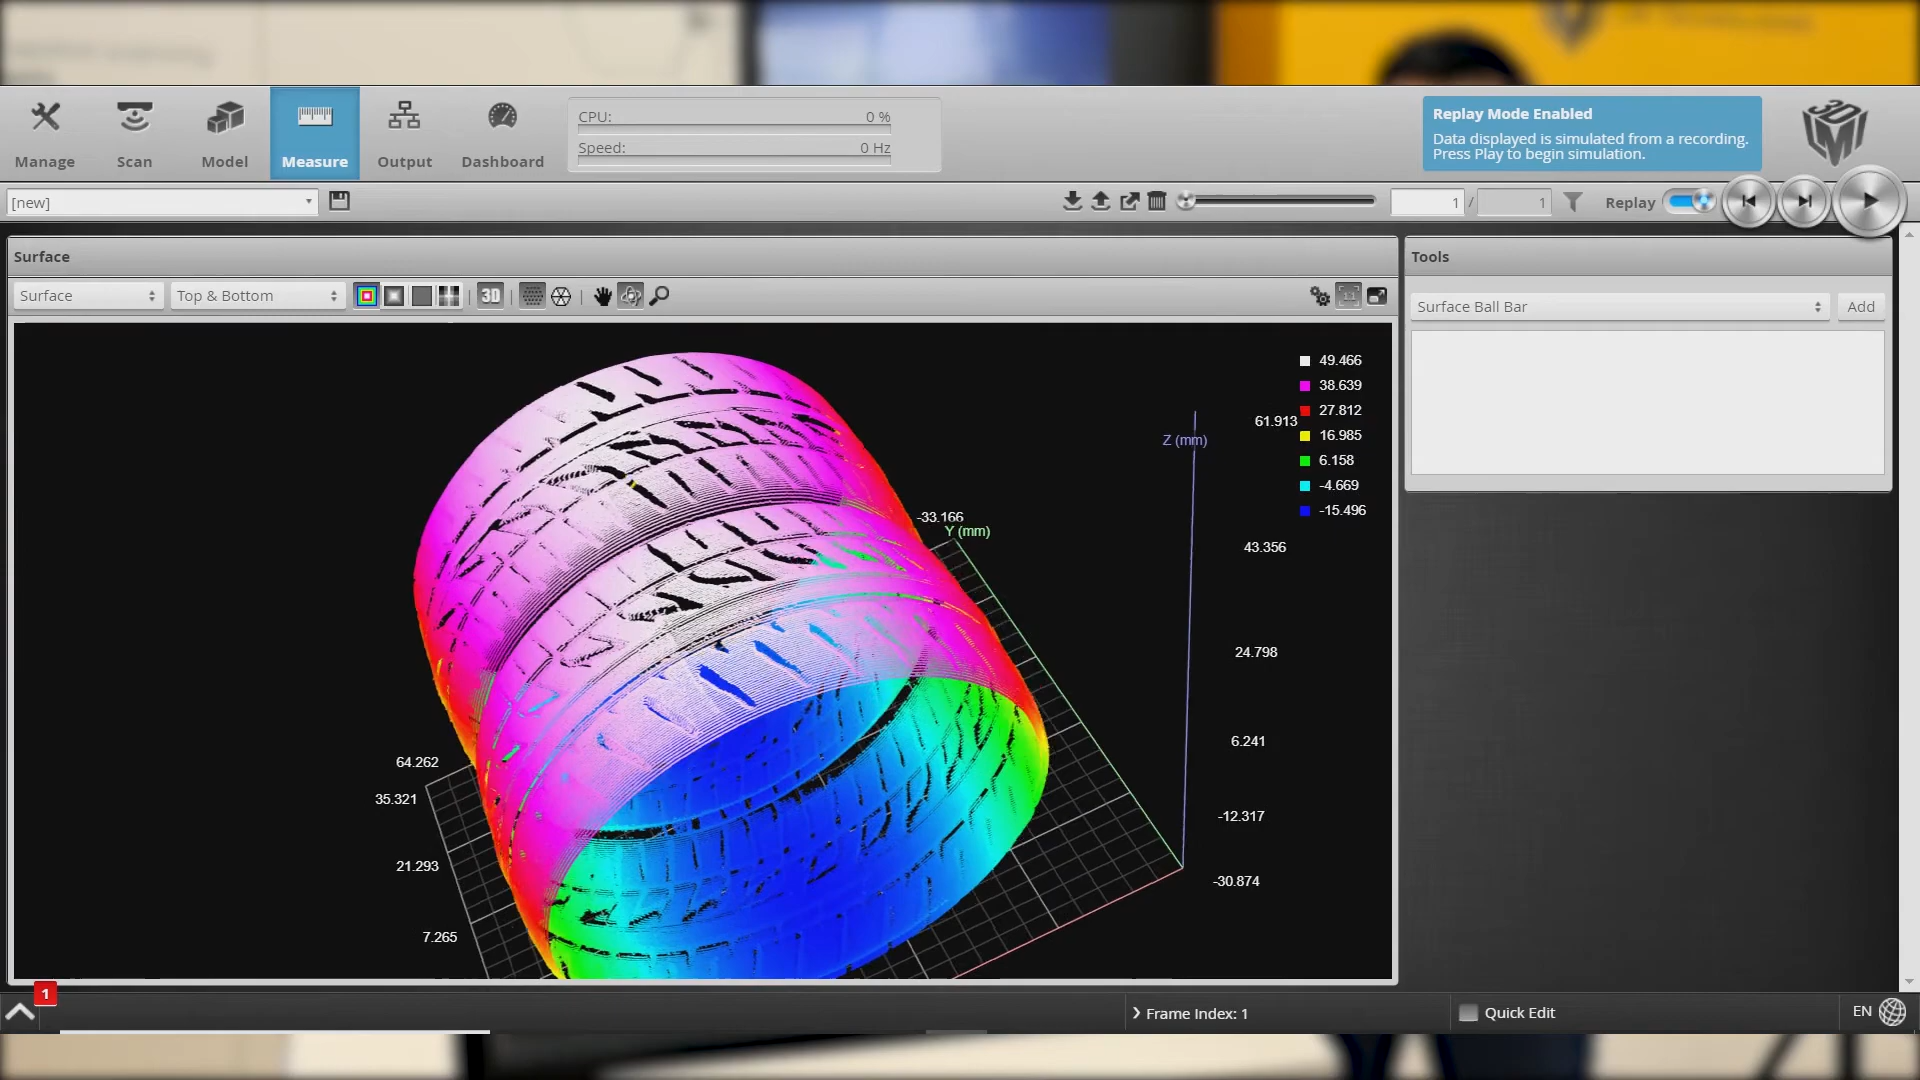 Manage
Scan
Model
Measure
Output
Dashboard
CPU:
0 %
Speed:
0 Hz
Replay Mode Enabled
Data displayed is simulated from a recording.
Press Play to begin simulation.
[new]
1 / 1
Replay
Surface
Tools
Surface
Top & Bottom
3D
1:1
Surface Ball Bar
Add
49.466
38.639
27.812
16.985
6.158
-4.669
-15.496
61.913
Z (mm)
-33.166
Y (mm)
43.356
24.798
6.241
-12.317
-30.874
64.262
35.321
21.293
7.265
1
Frame Index: 1
Quick Edit
EN